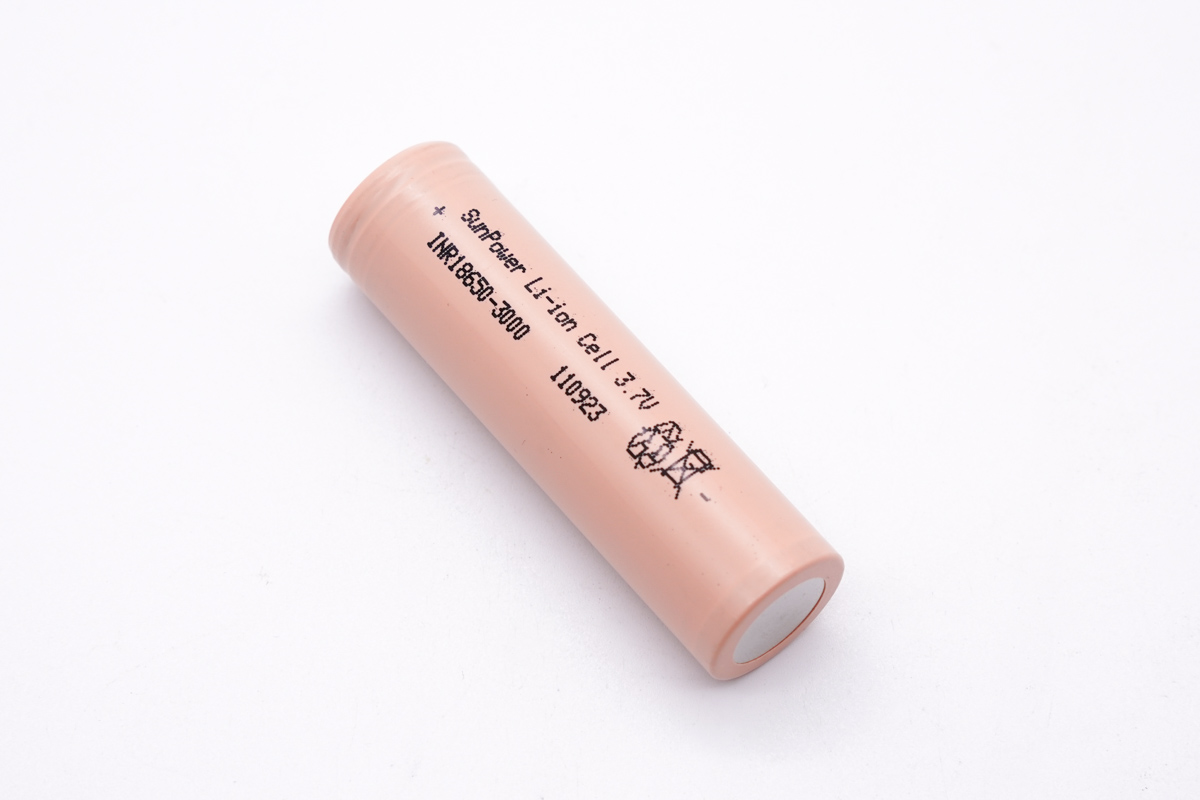 + SunPower Li-ion Cell 3.7V
INR18650-3000 110923 -